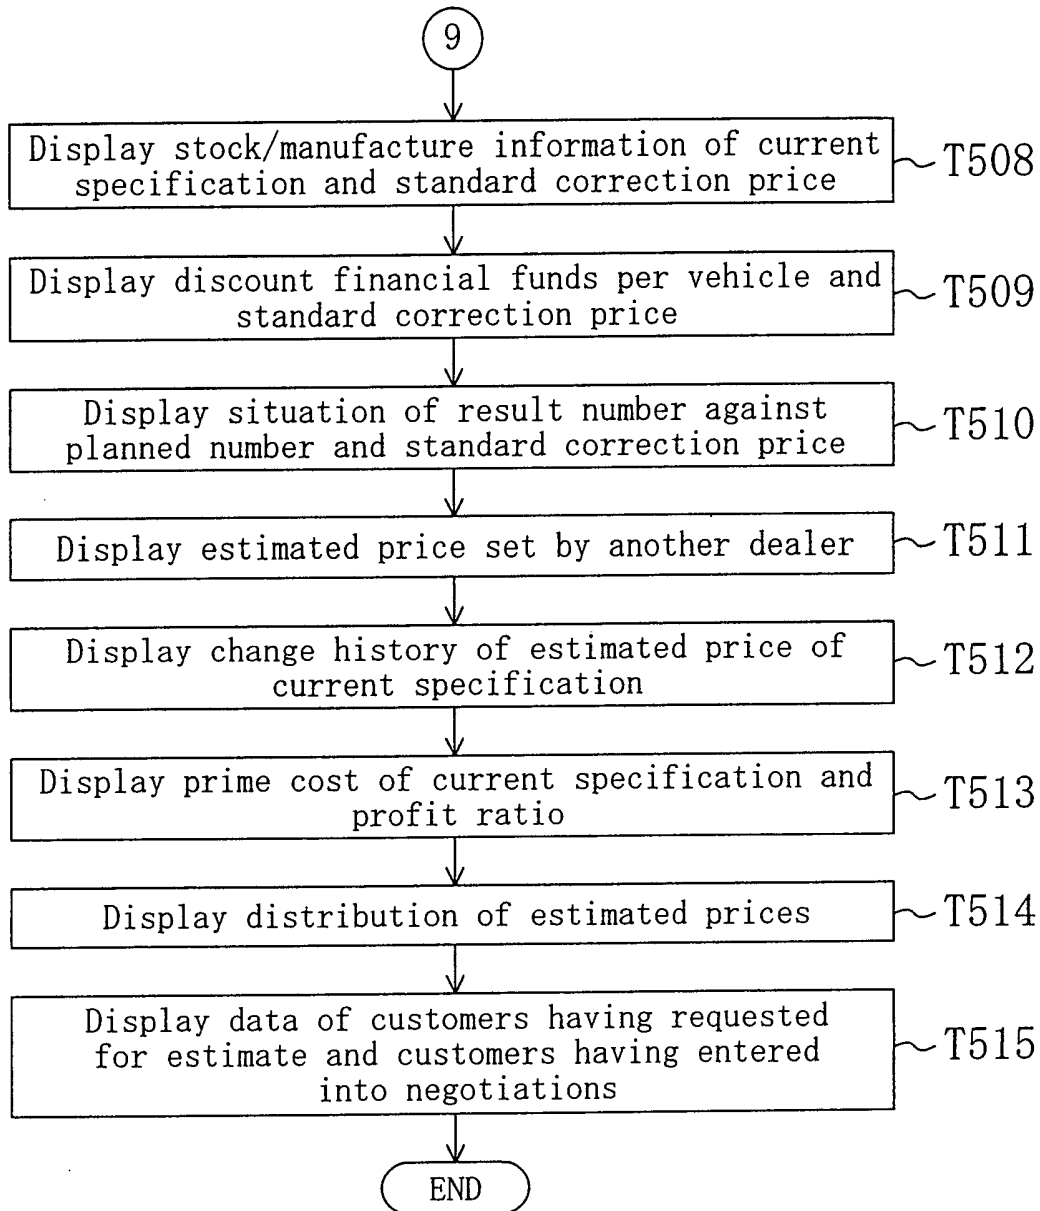 9
Display stock/manufacture information of current
specification and standard correction price
T508
Display discount financial funds per vehicle and
standard correction price
T509
Display situation of result number against
planned number and standard correction price
T510
Display estimated price set by another dealer
T511
Display change history of estimated price of
current specification
T512
Display prime cost of current specification and
profit ratio
T513
Display distribution of estimated prices
T514
Display data of customers having requested
for estimate and customers having entered
into negotiations
T515
END